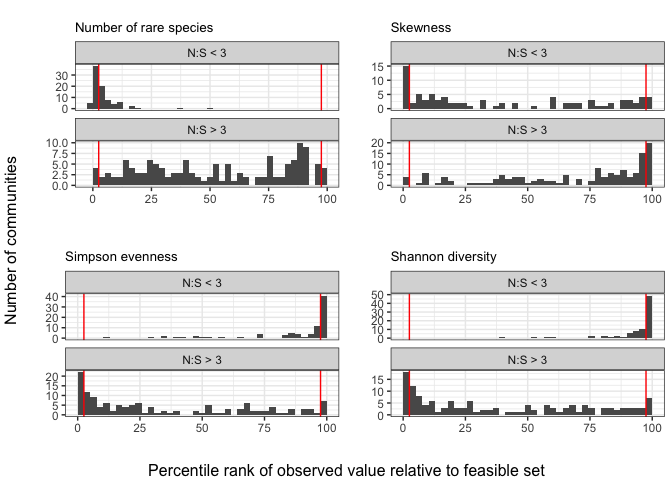 Number of rare species
N:S < 3
30
20
10
0
N:S > 3
10.0
7.5
5.0
2.5
0.0
0 25 50 75 100
Skewness
N:S < 3
15
10
5
0
N:S > 3
20
15
10
5
0
0 25 50 75 100
Number of communities
Simpson evenness
N:S < 3
40
30
20
10
0
N:S > 3
20
15
10
5
0
0 25 50 75 100
Shannon diversity
N:S < 3
50
40
30
20
10
0
N:S > 3
15
10
5
0
0 25 50 75 100
Percentile rank of observed value relative to feasible set